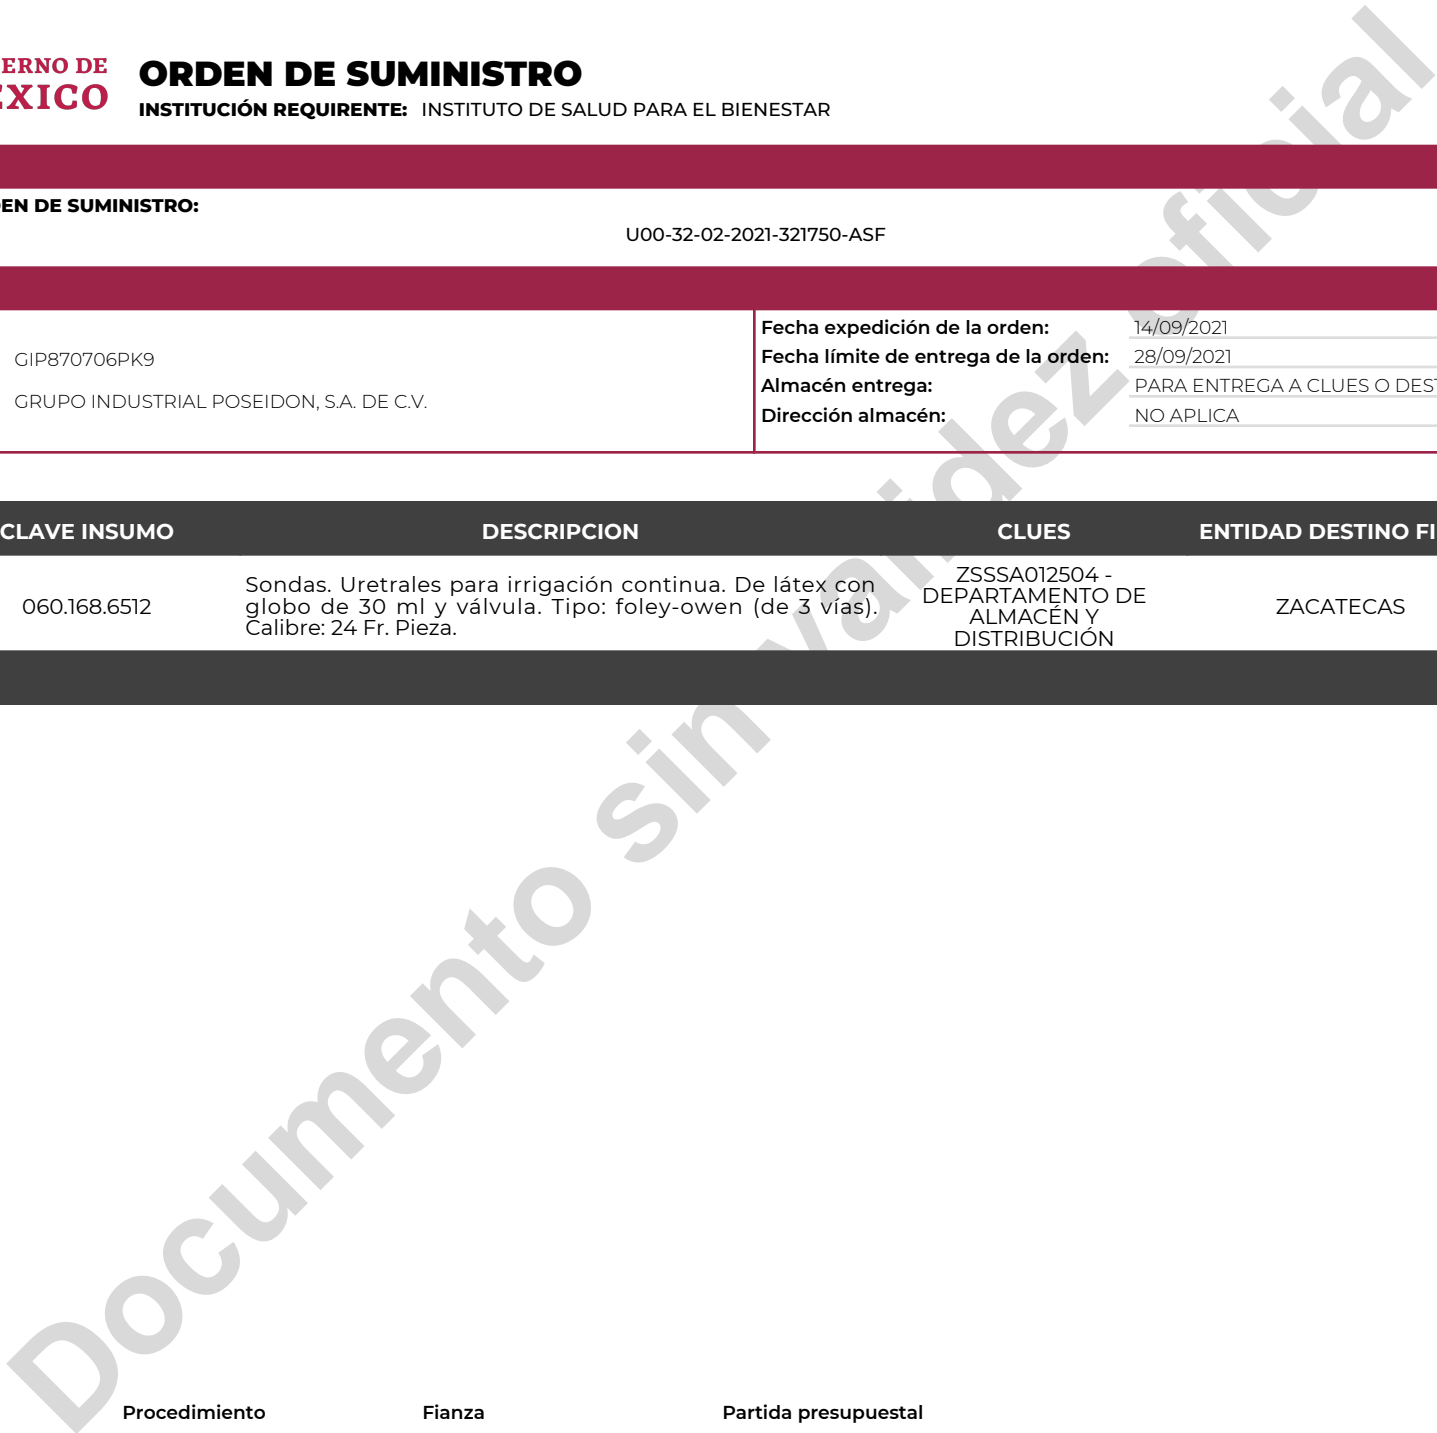 ERNO DE
EXICO
ORDEN DE SUMINISTRO
INSTITUCIÓN REQUIRENTE: INSTITUTO DE SALUD PARA EL BIENESTAR
EN DE SUMINISTRO:
U00-32-02-2021-321750-ASF
GIP870706PK9
GRUPO INDUSTRIAL POSEIDON, S.A. DE C.V.
Fecha expedición de la orden: 14/09/2021
Fecha límite de entrega de la orden: 28/09/2021
Almacén entrega: PARA ENTREGA A CLUES O DEST
Dirección almacén: NO APLICA
CLAVE INSUMO DESCRIPCION CLUES ENTIDAD DESTINO FI
060.168.6512
Sondas. Uretrales para irrigación continua. De látex con
globo de 30 ml y válvula. Tipo: foley-owen (de 3 vías).
Calibre: 24 Fr. Pieza.
ZSSSA012504 -
DEPARTAMENTO DE
ALMACÉN Y
DISTRIBUCIÓN
ZACATECAS
Documento sin validez oficial
Procedimiento Fianza Partida presupuestal